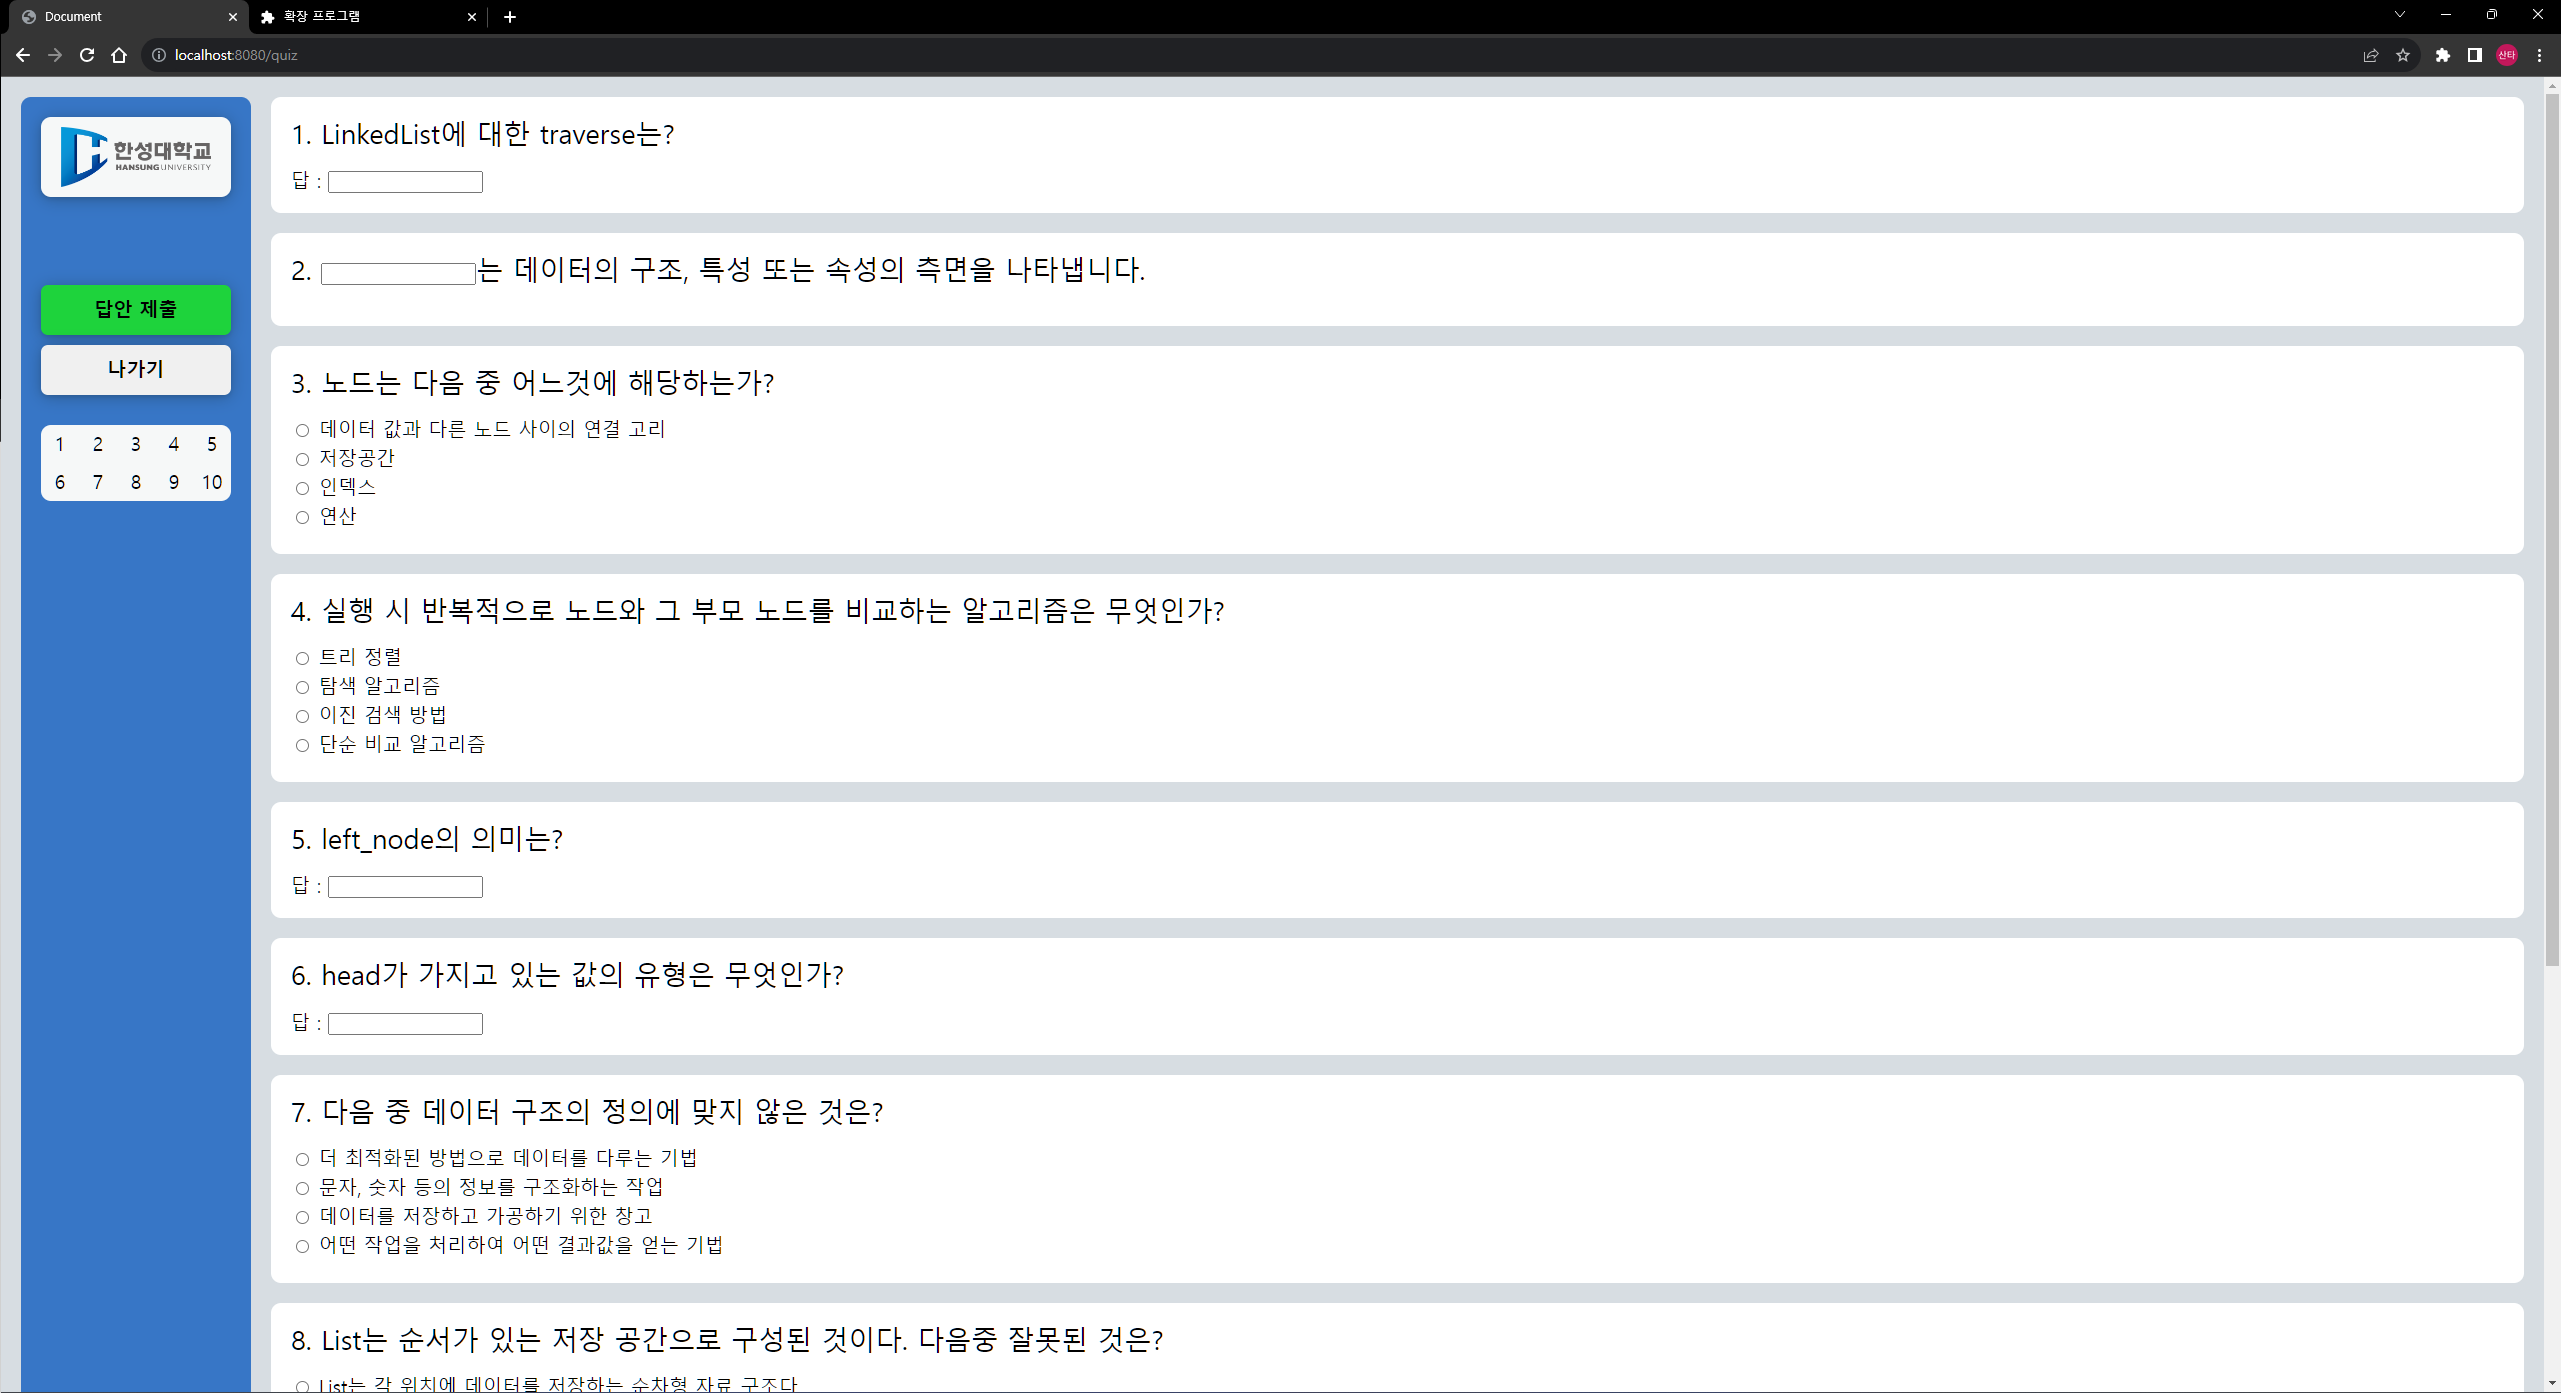 Document
확장 프로그램
localhost:8080/quiz
산타
한성대학교
HANSUNG UNIVERSITY
답안 제출
나가기
1 2 3 4 5
6 7 8 9 10
1. LinkedList에 대한 traverse는?
답 :
2. 는 데이터의 구조, 특성 또는 속성의 측면을 나타냅니다.
3. 노드는 다음 중 어느것에 해당하는가?
데이터 값과 다른 노드 사이의 연결 고리
저장공간
인덱스
연산
4. 실행 시 반복적으로 노드와 그 부모 노드를 비교하는 알고리즘은 무엇인가?
트리 정렬
탐색 알고리즘
이진 검색 방법
단순 비교 알고리즘
5. left_node의 의미는?
답 :
6. head가 가지고 있는 값의 유형은 무엇인가?
답 :
7. 다음 중 데이터 구조의 정의에 맞지 않은 것은?
더 최적화된 방법으로 데이터를 다루는 기법
문자, 숫자 등의 정보를 구조화하는 작업
데이터를 저장하고 가공하기 위한 창고
어떤 작업을 처리하여 어떤 결과값을 얻는 기법
8. List는 순서가 있는 저장 공간으로 구성된 것이다. 다음중 잘못된 것은?
List는 각 위치에 데이터를 저장하는 순차형 자료 구조다